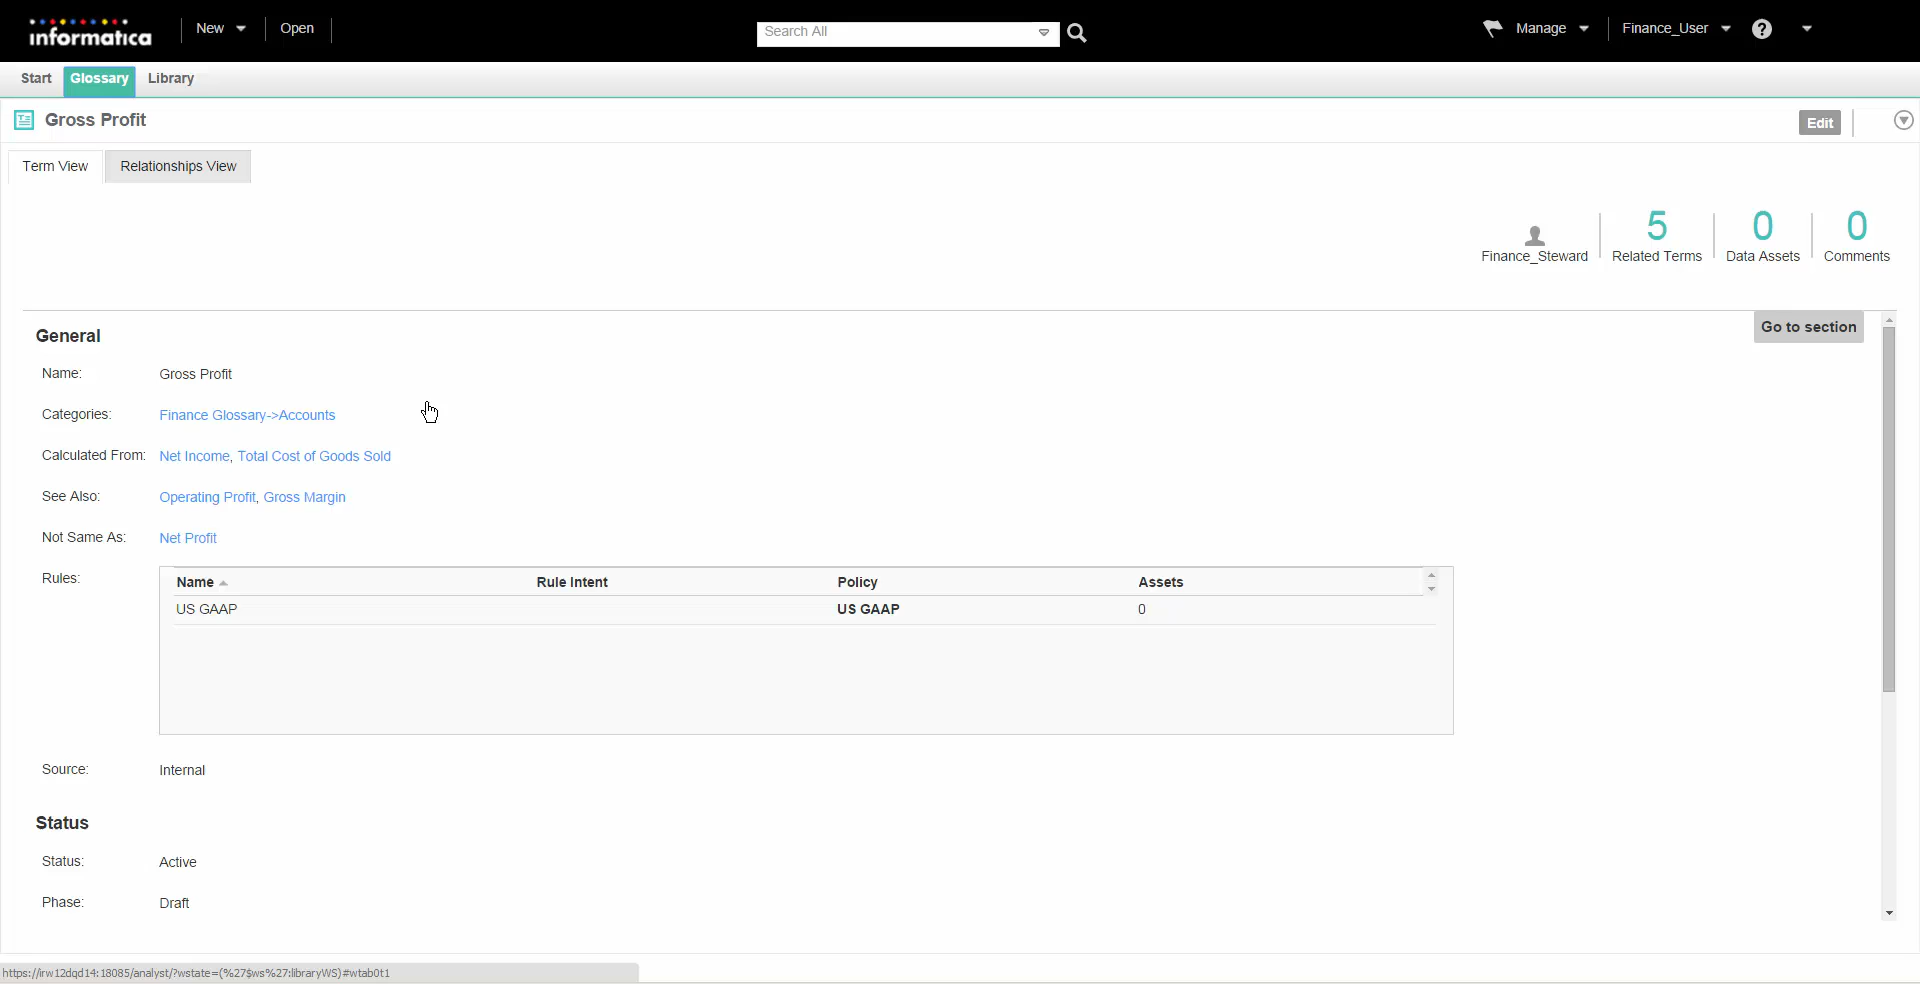 informatica New Open Search All Manage Finance_User ?
Start Glossary Library
Gross Profit Edit
Term View Relationships View
5 0 0
Finance_Steward Related Terms Data Assets Comments
General Go to section
Name: Gross Profit
Categories: Finance Glossary->Accounts
Calculated From: Net Income, Total Cost of Goods Sold
See Also: Operating Profit, Gross Margin
Not Same As: Net Profit
Rules: Name Rule Intent Policy Assets
US GAAP US GAAP 0
Source: Internal
Status
Status: Active
Phase: Draft
https://irw12dqd14:18085/analyst/?wstate=(%27$ws%27:libraryWS)#wtab0t1